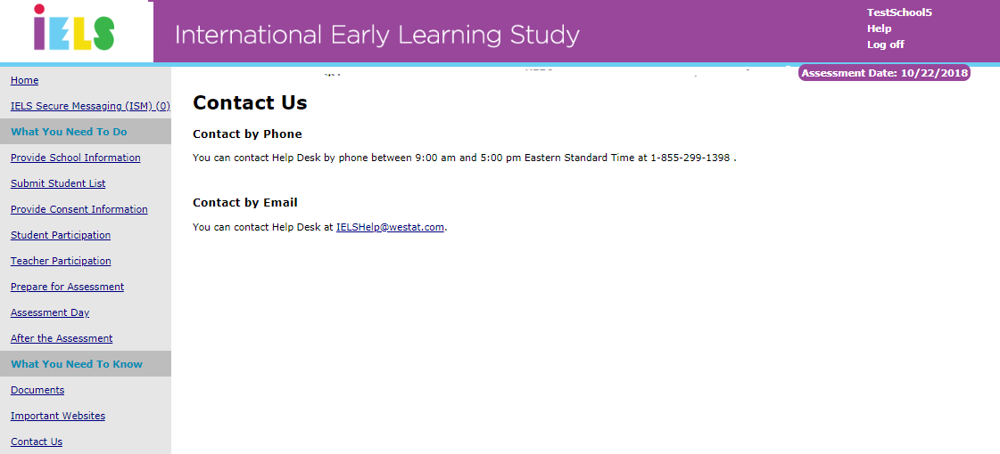 iELS
International Early Learning Study
TestSchool5
Help
Log off
Assessment Date: 10/22/2018
Home
IELS Secure Messaging (ISM) (0)
What You Need To Do
Provide School Information
Submit Student List
Provide Consent Information
Student Participation
Teacher Participation
Prepare for Assessment
Assessment Day
After the Assessment
What You Need To Know
Documents
Important Websites
Contact Us
Contact Us
Contact by Phone
You can contact Help Desk by phone between 9:00 am and 5:00 pm Eastern Standard Time at 1-855-299-1398 .
Contact by Email
You can contact Help Desk at IELSHelp@westat.com.